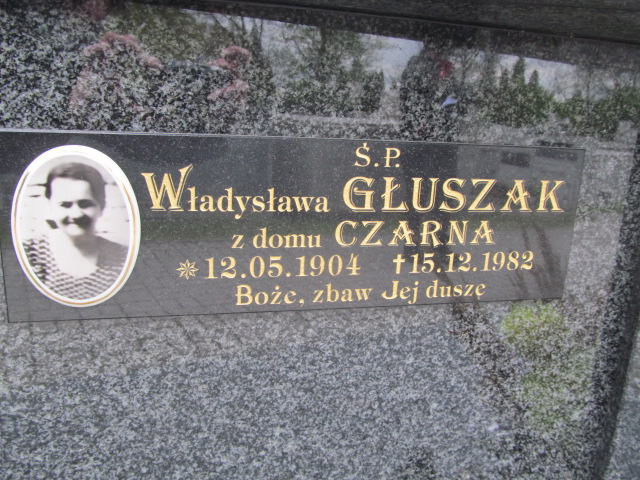 Ś.P.
Władysława GŁUSZAK
z domu CZARNA
✵12.05.1904 †15.12.1982
Boże, zbaw Jej duszę